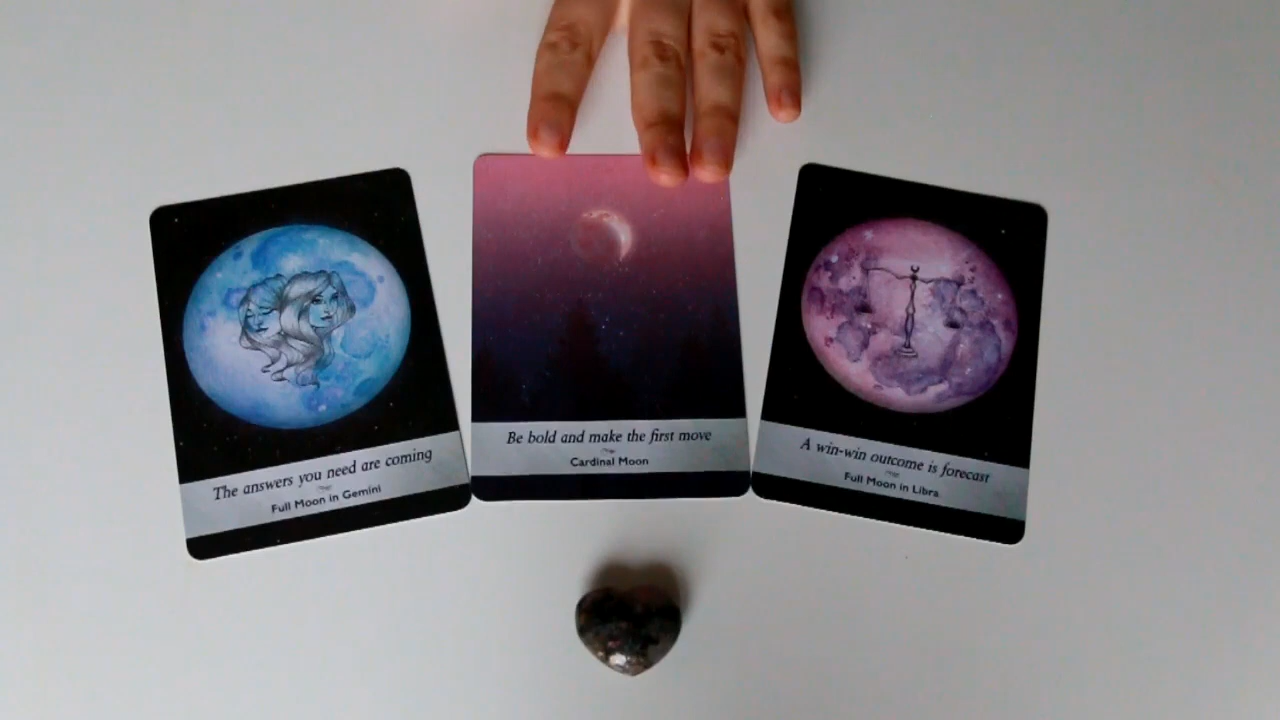 The answers you need are coming
Full Moon in Gemini
Be bold and make the first move
Cardinal Moon
A win-win outcome is forecast
Full Moon in Libra